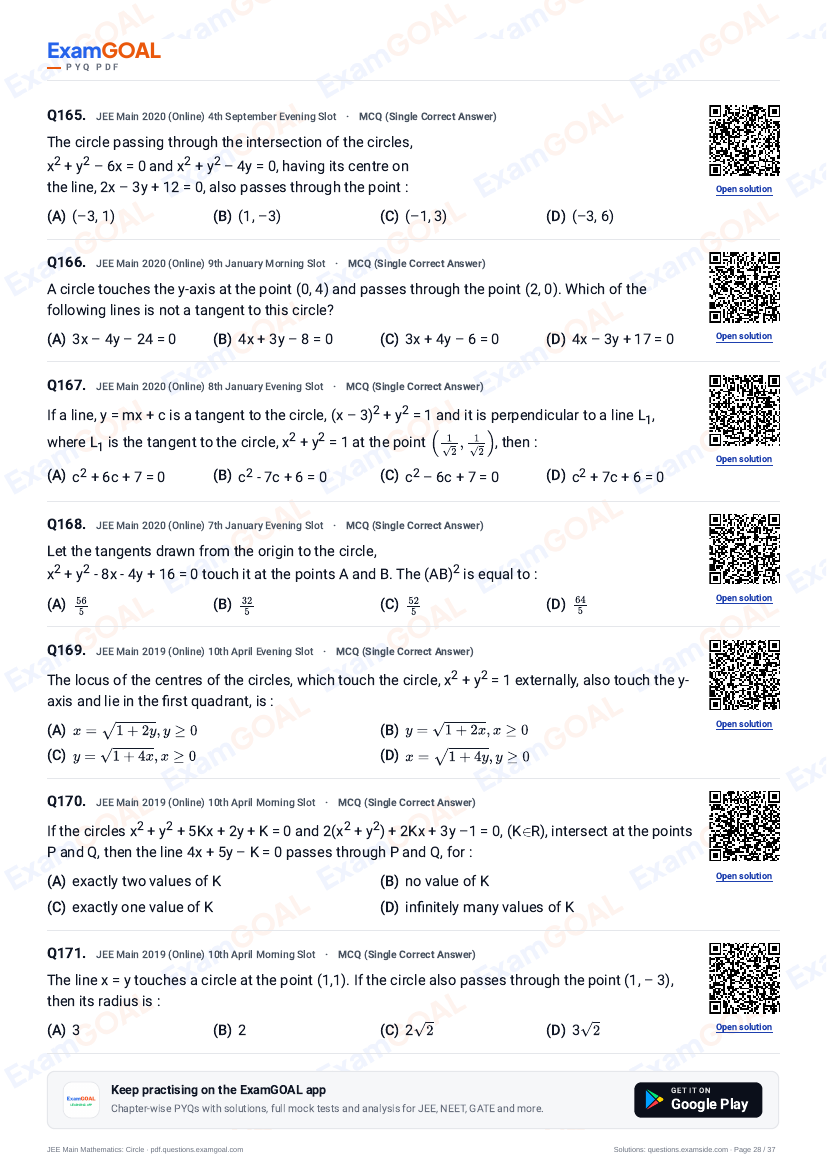 ExamGOAL
PYQ PDF
Q165. JEE Main 2020 (Online) 4th September Evening Slot · MCQ (Single Correct Answer)
The circle passing through the intersection of the circles,
x² + y² − 6x = 0 and x² + y² − 4y = 0, having its centre on
the line, 2x − 3y + 12 = 0, also passes through the point :
(A) (−3, 1) (B) (1, −3) (C) (−1, 3) (D) (−3, 6)
Open solution
Q166. JEE Main 2020 (Online) 9th January Morning Slot · MCQ (Single Correct Answer)
A circle touches the y-axis at the point (0, 4) and passes through the point (2, 0). Which of the
following lines is not a tangent to this circle?
(A) 3x − 4y − 24 = 0 (B) 4x + 3y − 8 = 0 (C) 3x + 4y − 6 = 0 (D) 4x − 3y + 17 = 0
Open solution
Q167. JEE Main 2020 (Online) 8th January Evening Slot · MCQ (Single Correct Answer)
If a line, y = mx + c is a tangent to the circle, (x − 3)² + y² = 1 and it is perpendicular to a line L₁,
where L₁ is the tangent to the circle, x² + y² = 1 at the point (1/√2, 1/√2), then :
(A) c² + 6c + 7 = 0 (B) c² - 7c + 6 = 0 (C) c² − 6c + 7 = 0 (D) c² + 7c + 6 = 0
Open solution
Q168. JEE Main 2020 (Online) 7th January Evening Slot · MCQ (Single Correct Answer)
Let the tangents drawn from the origin to the circle,
x² + y² - 8x - 4y + 16 = 0 touch it at the points A and B. The (AB)² is equal to :
(A) 56/5 (B) 32/5 (C) 52/5 (D) 64/5
Open solution
Q169. JEE Main 2019 (Online) 10th April Evening Slot · MCQ (Single Correct Answer)
The locus of the centres of the circles, which touch the circle, x² + y² = 1 externally, also touch the y-
axis and lie in the first quadrant, is :
(A) x = √(1 + 2y), y ≥ 0 (B) y = √(1 + 2x), x ≥ 0
(C) y = √(1 + 4x), x ≥ 0 (D) x = √(1 + 4y), y ≥ 0
Open solution
Q170. JEE Main 2019 (Online) 10th April Morning Slot · MCQ (Single Correct Answer)
If the circles x² + y² + 5Kx + 2y + K = 0 and 2(x² + y²) + 2Kx + 3y −1 = 0, (K∈R), intersect at the points
P and Q, then the line 4x + 5y − K = 0 passes through P and Q, for :
(A) exactly two values of K (B) no value of K
(C) exactly one value of K (D) infinitely many values of K
Open solution
Q171. JEE Main 2019 (Online) 10th April Morning Slot · MCQ (Single Correct Answer)
The line x = y touches a circle at the point (1,1). If the circle also passes through the point (1, − 3),
then its radius is :
(A) 3 (B) 2 (C) 2√2 (D) 3√2
Open solution
Keep practising on the ExamGOAL app
Chapter-wise PYQs with solutions, full mock tests and analysis for JEE, NEET, GATE and more.
ExamGOAL
GET IT ON
Google Play
JEE Main Mathematics: Circle · pdf.questions.examgoal.com Solutions: questions.examside.com · Page 28 / 37